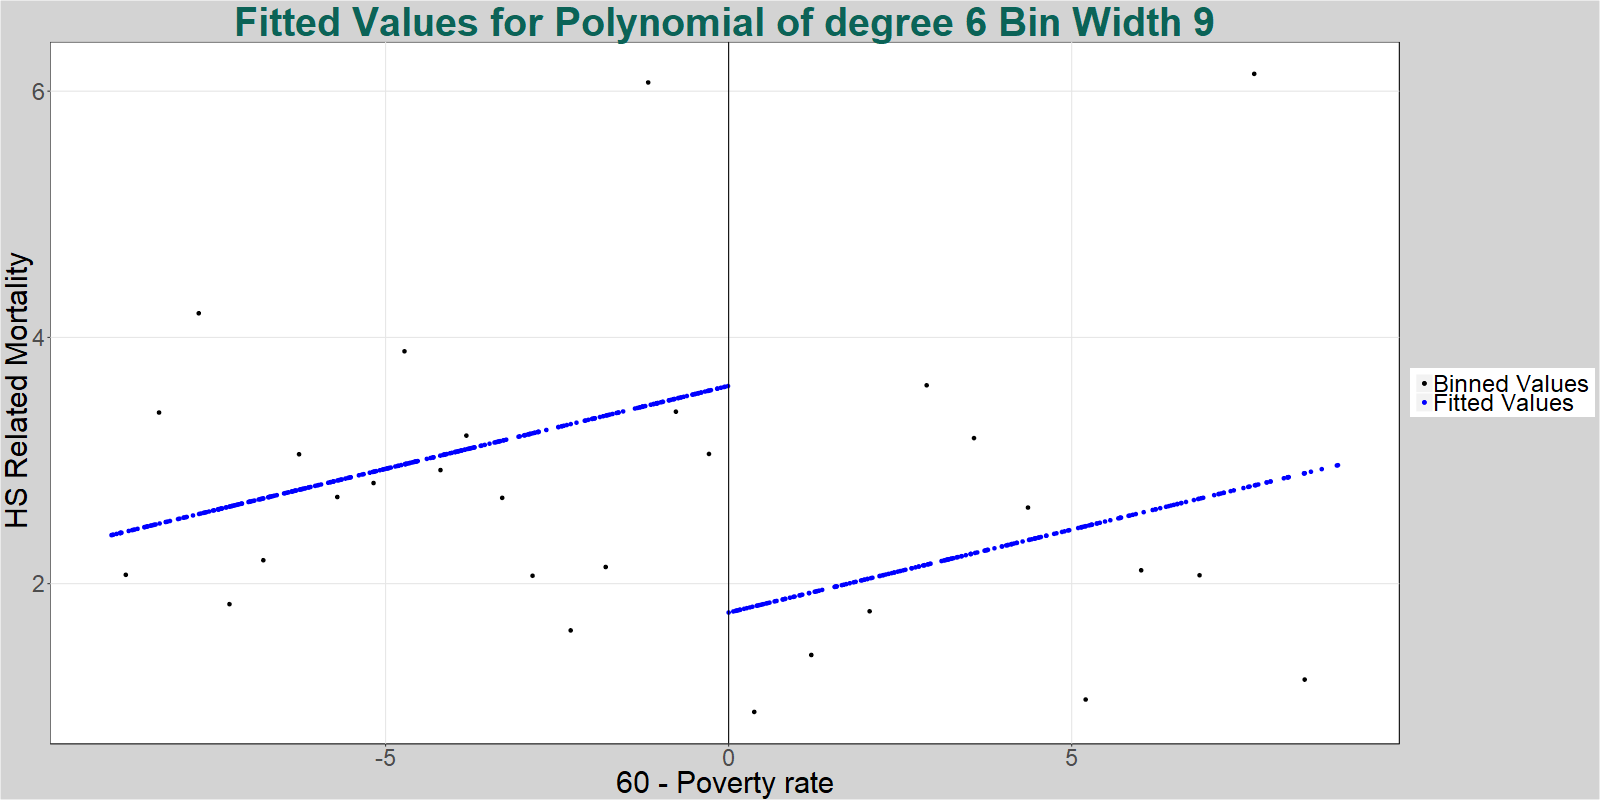 Fitted Values for Polynomial of degree 6 Bin Width 9
HS Related Mortality
6
4
2
-5
0
5
60 - Poverty rate
Binned Values
Fitted Values